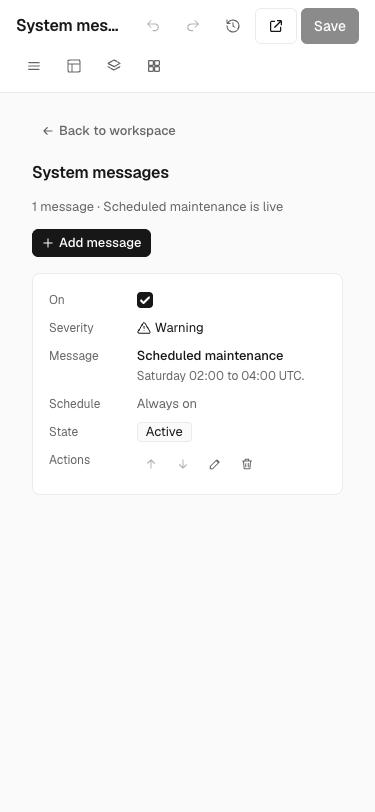 System mes...
Save
Back to workspace
System messages
1 message · Scheduled maintenance is live
Add message
On
Severity Warning
Message Scheduled maintenance
Saturday 02:00 to 04:00 UTC.
Schedule Always on
State Active
Actions